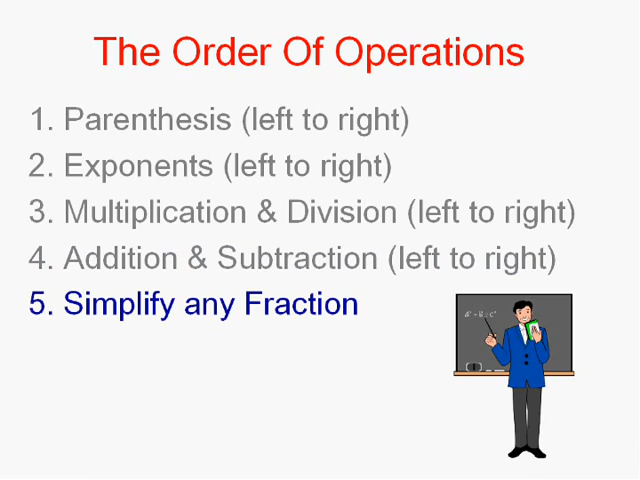 The Order Of Operations
1. Parenthesis (left to right)
2. Exponents (left to right)
3. Multiplication & Division (left to right)
4. Addition & Subtraction (left to right)
5. Simplify any Fraction